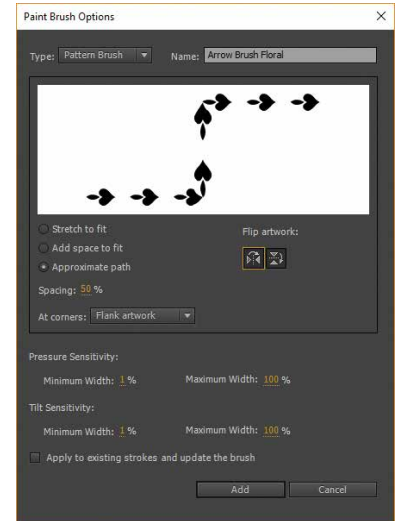 Paint Brush Options
Type: Pattern Brush Name: Arrow Brush Floral
Stretch to fit Flip artwork:
Add space to fit
Approximate path
Spacing: 50 %
At corners: Flank artwork
Pressure Sensitivity:
Minimum Width: 1 % Maximum Width: 100 %
Tilt Sensitivity:
Minimum Width: 1 % Maximum Width: 100 %
Apply to existing strokes and update the brush
Add Cancel